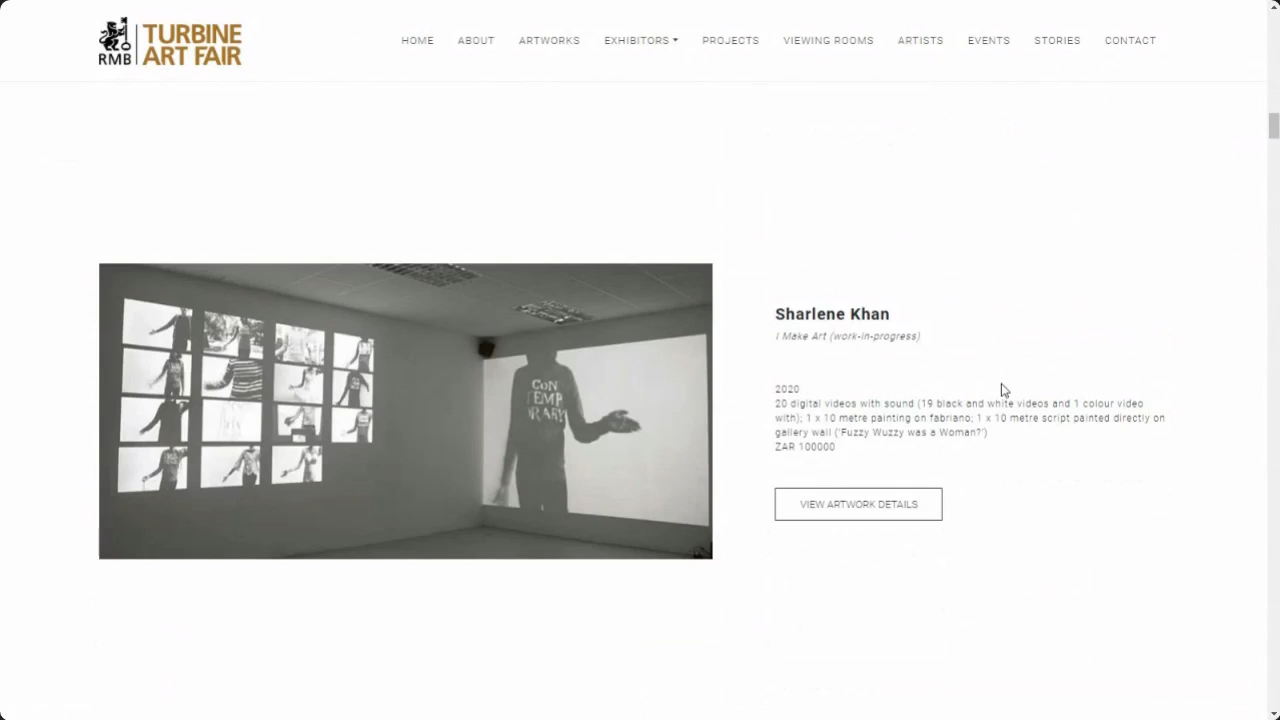 RMB
TURBINE
ART FAIR
HOME ABOUT ARTWORKS EXHIBITORS PROJECTS VIEWING ROOMS ARTISTS EVENTS STORIES CONTACT
CON
TEMP
RARY
Sharlene Khan
I Make Art (work-in-progress)
2020
20 digital videos with sound (19 black and white videos and 1 colour video
with); 1 x 10 metre painting on fabriano; 1 x 10 metre script painted directly on
gallery wall ('Fuzzy Wuzzy was a Woman?')
ZAR 100000
VIEW ARTWORK DETAILS